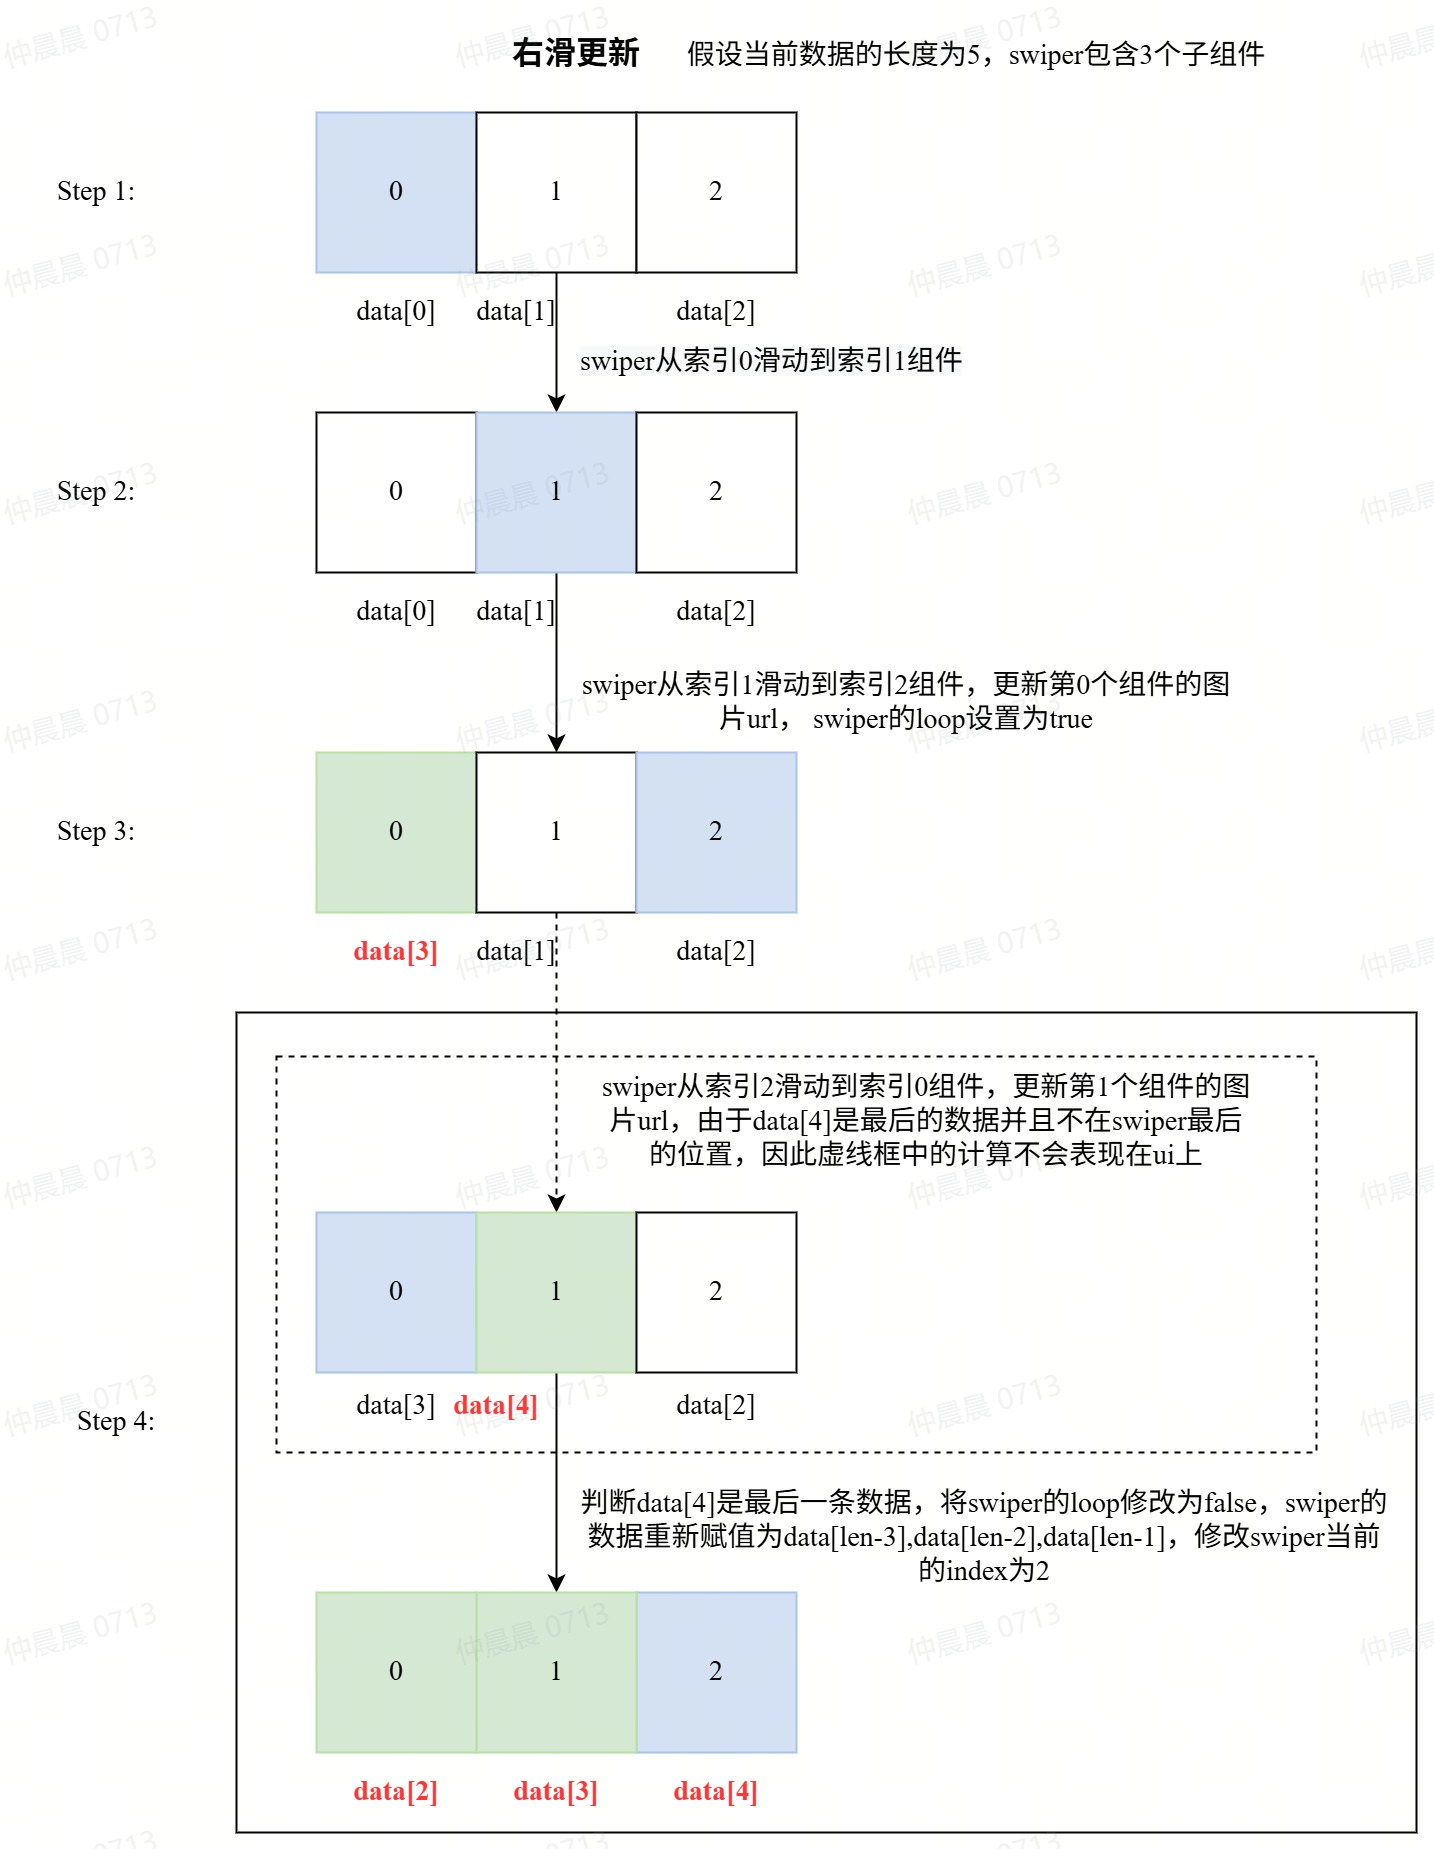 右滑更新 假设当前数据的长度为5，swiper包含3个子组件
Step 1:
0 1 2
data[0] data[1] data[2]
swiper从索引0滑动到索引1组件
Step 2:
0 1 2
data[0] data[1] data[2]
swiper从索引1滑动到索引2组件，更新第0个组件的图
片url， swiper的loop设置为true
Step 3:
0 1 2
data[3] data[1] data[2]
swiper从索引2滑动到索引0组件，更新第1个组件的图
片url，由于data[4]是最后的数据并且不在swiper最后
的位置，因此虚线框中的计算不会表现在ui上
0 1 2
data[3] data[4] data[2]
Step 4:
判断data[4]是最后一条数据，将swiper的loop修改为false，swiper的
数据重新赋值为data[len-3],data[len-2],data[len-1]，修改swiper当前
的index为2
0 1 2
data[2] data[3] data[4]
仲晨晨 0713